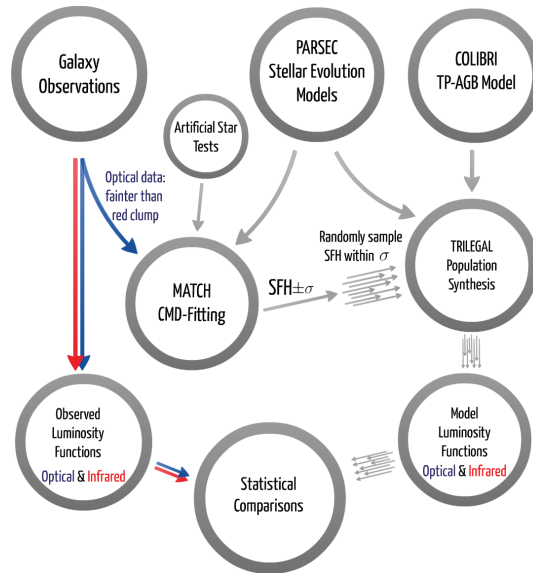 Galaxy
Observations
PARSEC
Stellar Evolution
Models
COLIBRI
TP-AGB Model
Artificial Star
Tests
Optical data:
fainter than
red clump
MATCH
CMD-Fitting
SFH±σ
Randomly sample
SFH within σ
TRILEGAL
Population
Synthesis
Observed
Luminosity
Functions
Optical & Infrared
Statistical
Comparisons
Model
Luminosity
Functions
Optical & Infrared